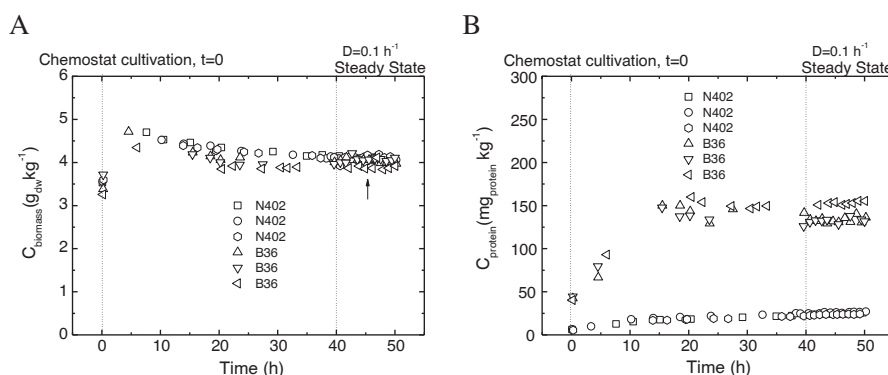 A
Chemostat cultivation, t=0
D=0.1 h⁻¹
Steady State
6
5
4
3
2
1
0
C_biomass (g_dw kg⁻¹)
N402
N402
N402
B36
B36
B36
0
10
20
30
40
50
Time (h)
B
Chemostat cultivation, t=0
D=0.1 h⁻¹
Steady State
300
250
200
150
100
50
0
C_protein (mg_protein kg⁻¹)
N402
N402
N402
B36
B36
B36
0
10
20
30
40
50
Time (h)